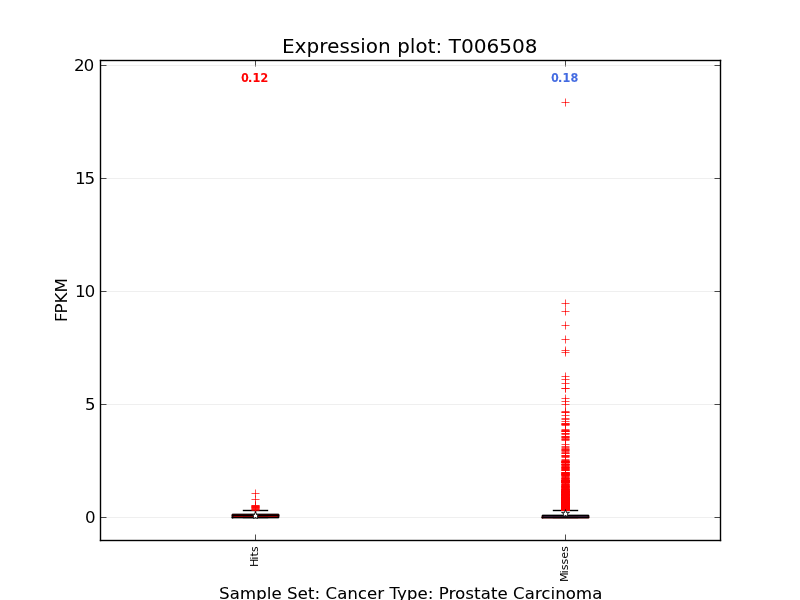 Expression plot: T006508
20
0.12
0.18
15
10
5
0
FPKM
Hits
Misses
Sample Set: Cancer Type: Prostate Carcinoma